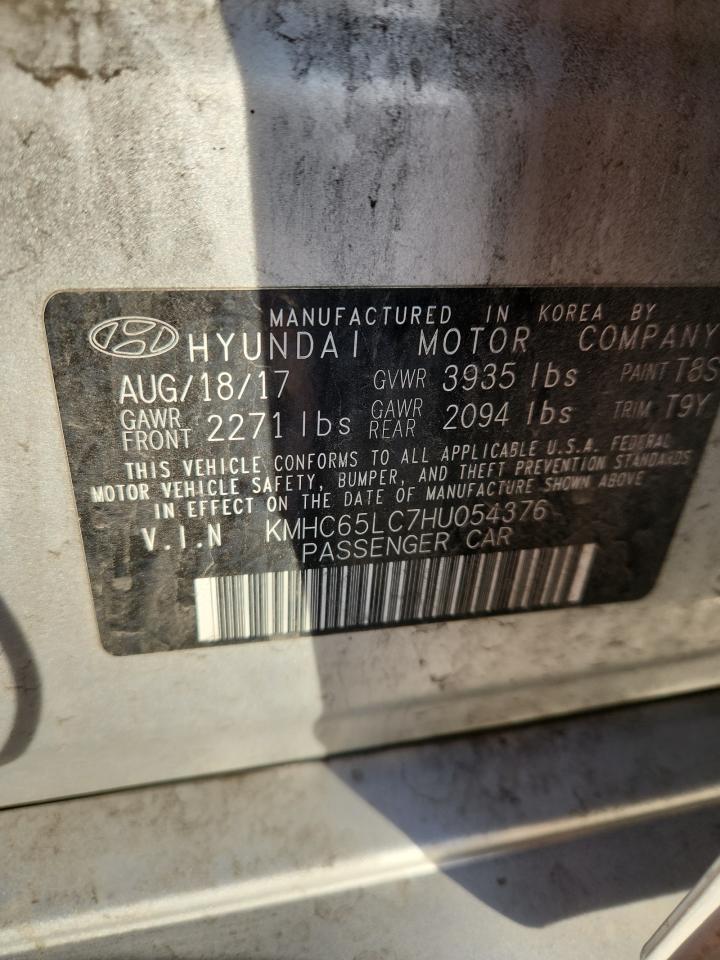 MANUFACTURED IN KOREA BY
HYUNDAI MOTOR COMPANY
AUG/18/17 GVWR 3935 lbs PAINT T8S
GAWR FRONT 2271 lbs GAWR REAR 2094 lbs TRIM T9Y
THIS VEHICLE CONFORMS TO ALL APPLICABLE U.S.A. FEDERAL
MOTOR VEHICLE SAFETY, BUMPER, AND THEFT PREVENTION STANDARDS
IN EFFECT ON THE DATE OF MANUFACTURE SHOWN ABOVE
V.I.N KMHC65LC7HU054376
PASSENGER CAR